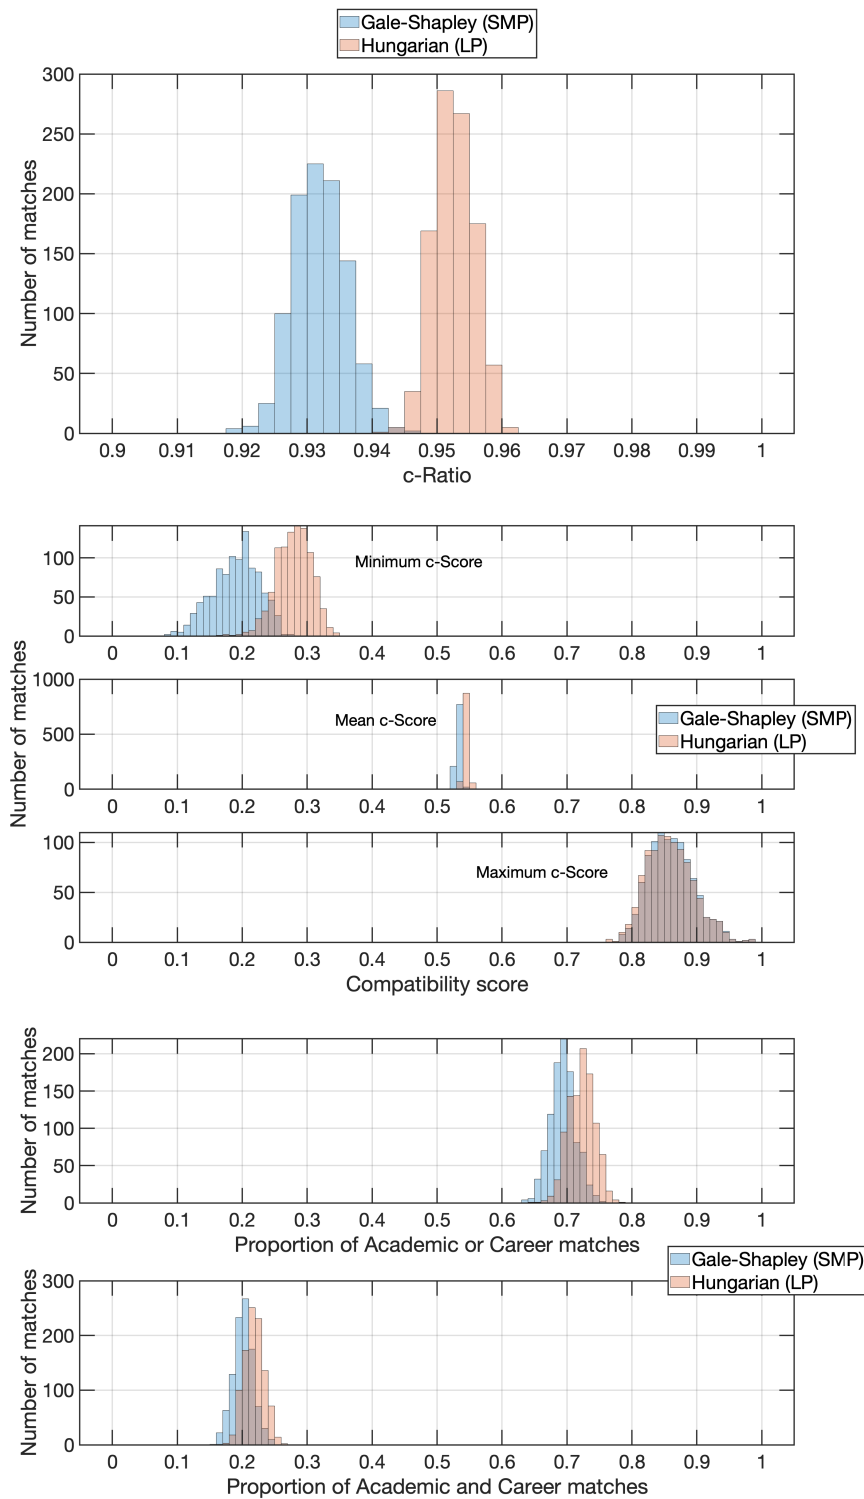 Gale-Shapley (SMP)
Hungarian (LP)
300
250
200
150
100
50
0
Number of matches
0.9 0.91 0.92 0.93 0.94 0.95 0.96 0.97 0.98 0.99 1
c-Ratio
100
50
0
Minimum c-Score
0 0.1 0.2 0.3 0.4 0.5 0.6 0.7 0.8 0.9 1
Number of matches
1000
500
0
Mean c-Score
Gale-Shapley (SMP)
Hungarian (LP)
0 0.1 0.2 0.3 0.4 0.5 0.6 0.7 0.8 0.9 1
100
50
0
Maximum c-Score
0 0.1 0.2 0.3 0.4 0.5 0.6 0.7 0.8 0.9 1
Compatibility score
Number of matches
200
150
100
50
0
0 0.1 0.2 0.3 0.4 0.5 0.6 0.7 0.8 0.9 1
Proportion of Academic or Career matches
Gale-Shapley (SMP)
Hungarian (LP)
Number of matches
300
200
100
0
0 0.1 0.2 0.3 0.4 0.5 0.6 0.7 0.8 0.9 1
Proportion of Academic and Career matches